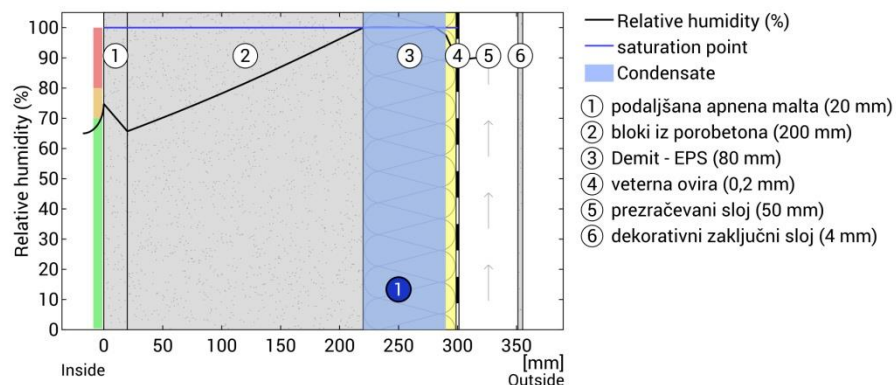 100
90
80
70
60
50
40
30
20
10
0
Relative humidity (%)
1
2
3
4
5
6
1
0
50
100
150
200
250
300
350
[mm]
Inside
Outside
Relative humidity (%)
saturation point
Condensate
1 podaljšana apnena malta (20 mm)
2 bloki iz porobetona (200 mm)
3 Demit - EPS (80 mm)
4 veterna ovira (0,2 mm)
5 prezračevani sloj (50 mm)
6 dekorativni zaključni sloj (4 mm)